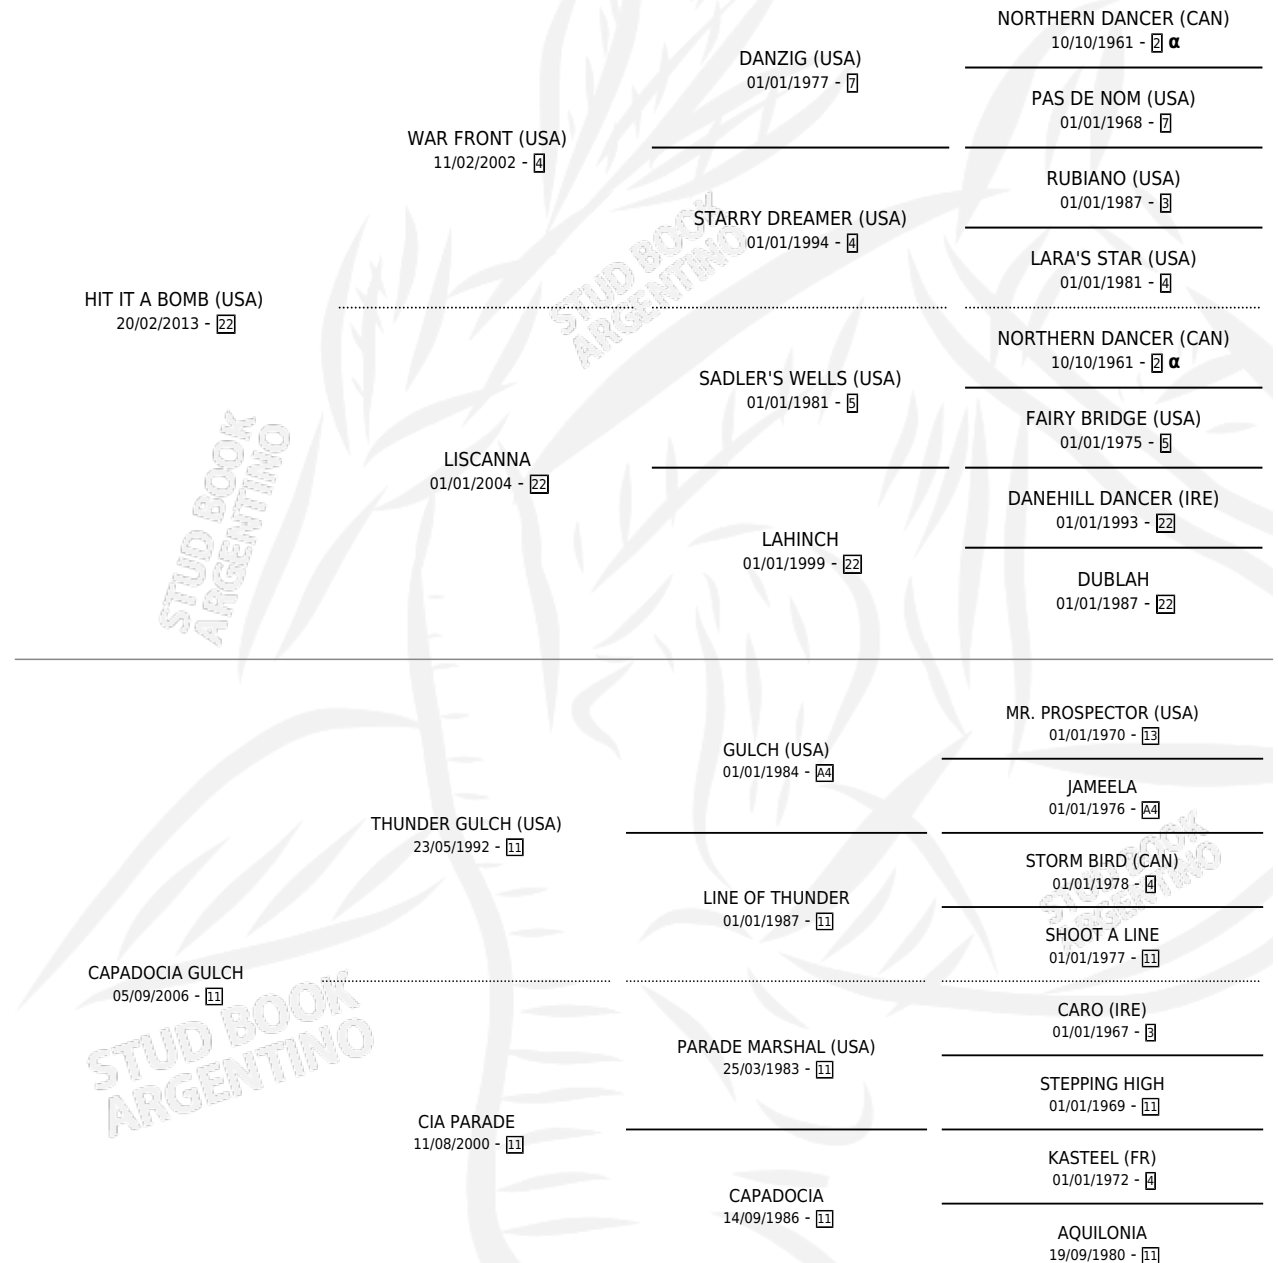 NORTHERN DANCER (CAN)
10/10/1961 - 2 α
DANZIG (USA)
01/01/1977 - 7
PAS DE NOM (USA)
01/01/1968 - 7
WAR FRONT (USA)
11/02/2002 - 4
RUBIANO (USA)
01/01/1987 - 3
STARRY DREAMER (USA)
01/01/1994 - 4
LARA'S STAR (USA)
01/01/1981 - 4
HIT IT A BOMB (USA)
20/02/2013 - 22
NORTHERN DANCER (CAN)
10/10/1961 - 2 α
SADLER'S WELLS (USA)
01/01/1981 - 5
FAIRY BRIDGE (USA)
01/01/1975 - 5
LISCANNA
01/01/2004 - 22
DANEHILL DANCER (IRE)
01/01/1993 - 22
LAHINCH
01/01/1999 - 22
DUBLAH
01/01/1987 - 22
MR. PROSPECTOR (USA)
01/01/1970 - 13
GULCH (USA)
01/01/1984 - A4
JAMEELA
01/01/1976 - A4
THUNDER GULCH (USA)
23/05/1992 - 11
STORM BIRD (CAN)
01/01/1978 - 4
LINE OF THUNDER
01/01/1987 - 11
SHOOT A LINE
01/01/1977 - 11
CAPADOCIA GULCH
05/09/2006 - 11
CARO (IRE)
01/01/1967 - 3
PARADE MARSHAL (USA)
25/03/1983 - 11
STEPPING HIGH
01/01/1969 - 11
CIA PARADE
11/08/2000 - 11
KASTEEL (FR)
01/01/1972 - 4
CAPADOCIA
14/09/1986 - 11
AQUILONIA
19/09/1980 - 11
STUD BOOK
ARGENTINO
STUD BOOK
ARGENTINO
STUD BOOK
ARGENTINO
STUD BOOK
ARGENTINO